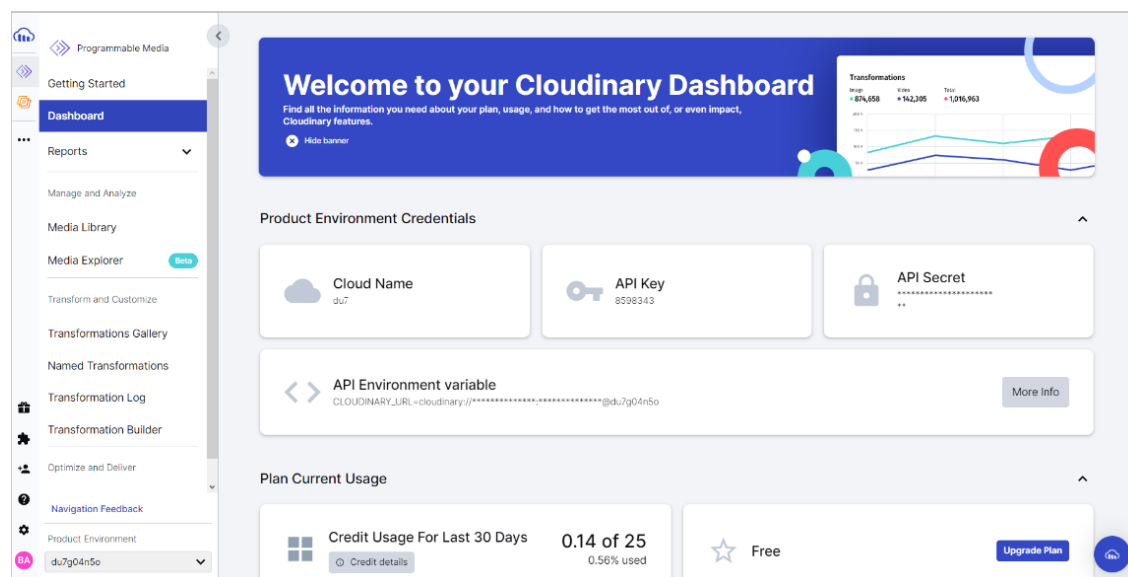 Programmable Media
Getting Started
Dashboard
Reports
Manage and Analyze
Media Library
Media Explorer
Beta
Transform and Customize
Transformations Gallery
Named Transformations
Transformation Log
Transformation Builder
Optimize and Deliver
Navigation Feedback
Product Environment
BA
du7g04n5o
Welcome to your Cloudinary Dashboard
Find all the information you need about your plan, usage, and how to get the most out of, or even impact,
Cloudinary features.
Hide banner
Transformations
Image Video Total
874,658 142,305 1,016,963
Product Environment Credentials
Cloud Name
du7
API Key
8598343
API Secret
*********************
**
API Environment variable
CLOUDINARY_URL=cloudinary://**************:**************@du7g04n5o
More Info
Plan Current Usage
Credit Usage For Last 30 Days
Credit details
0.14 of 25
0.56% used
Free
Upgrade Plan